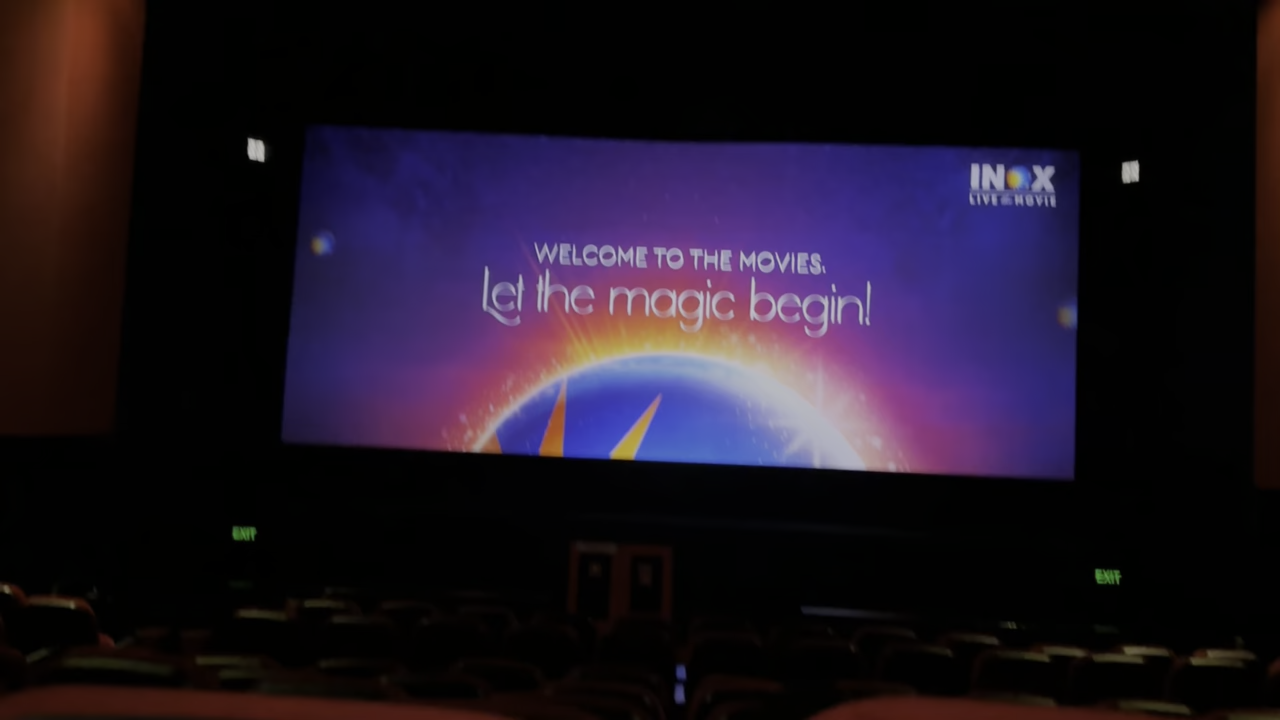 INOX
LIVE the MOVIE
WELCOME TO THE MOVIES.
Let the magic begin!
EXIT
EXIT